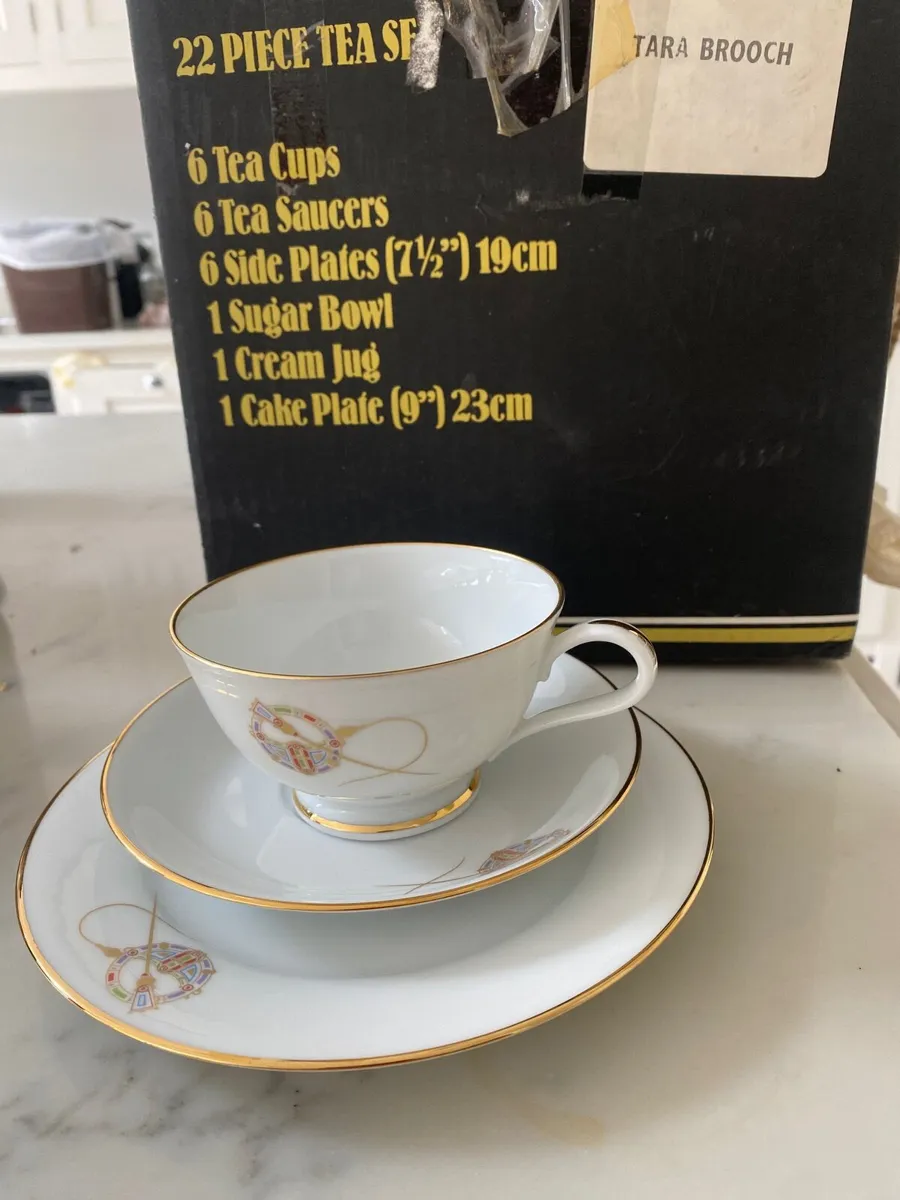 22 PIECE TEA SE
TARA BROOCH
6 Tea Cups
6 Tea Saucers
6 Side Plates (7½”) 19cm
1 Sugar Bowl
1 Cream Jug
1 Cake Plate (9”) 23cm